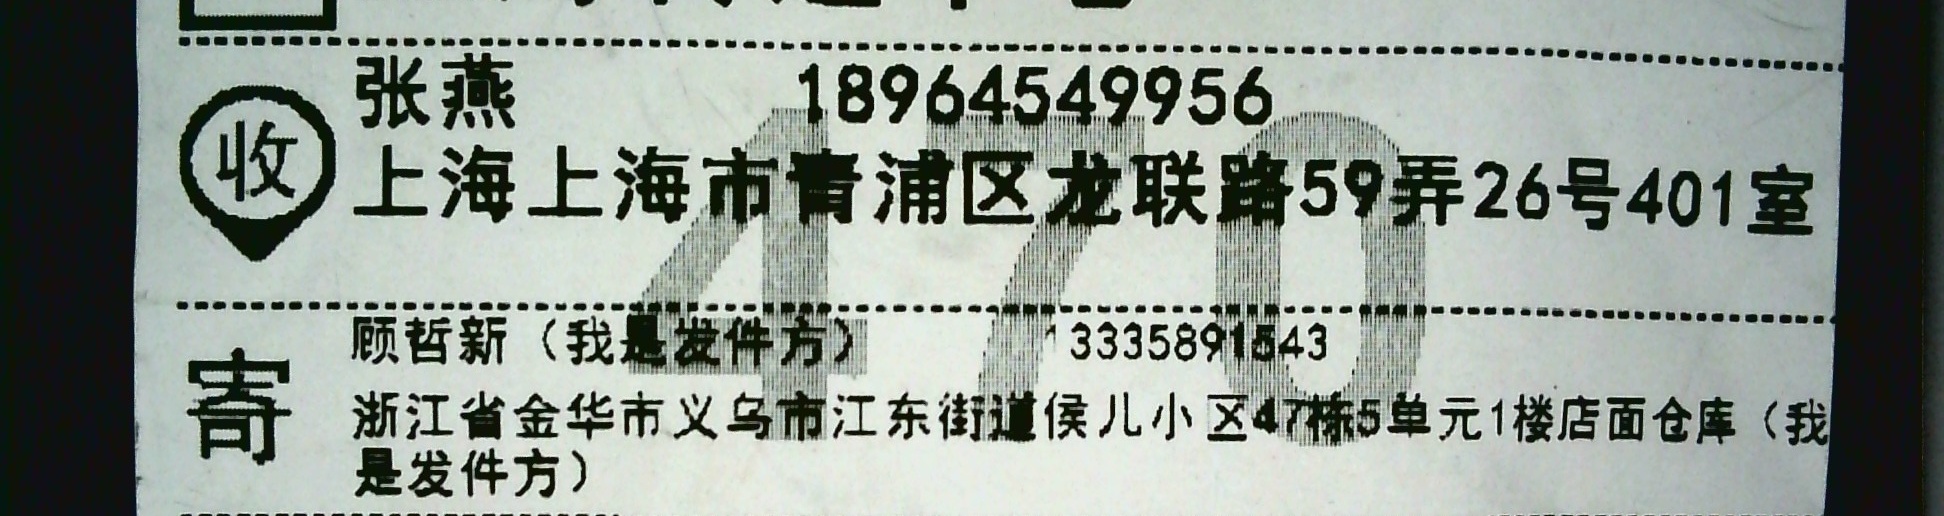 张燕 18964549956
收
上海上海市青浦区龙联路59弄26号401室
470
顾哲新（我是发件方） 13335891543
寄
浙江省金华市义乌市江东街道侯儿小区47栋5单元1楼店面仓库（我
是发件方）